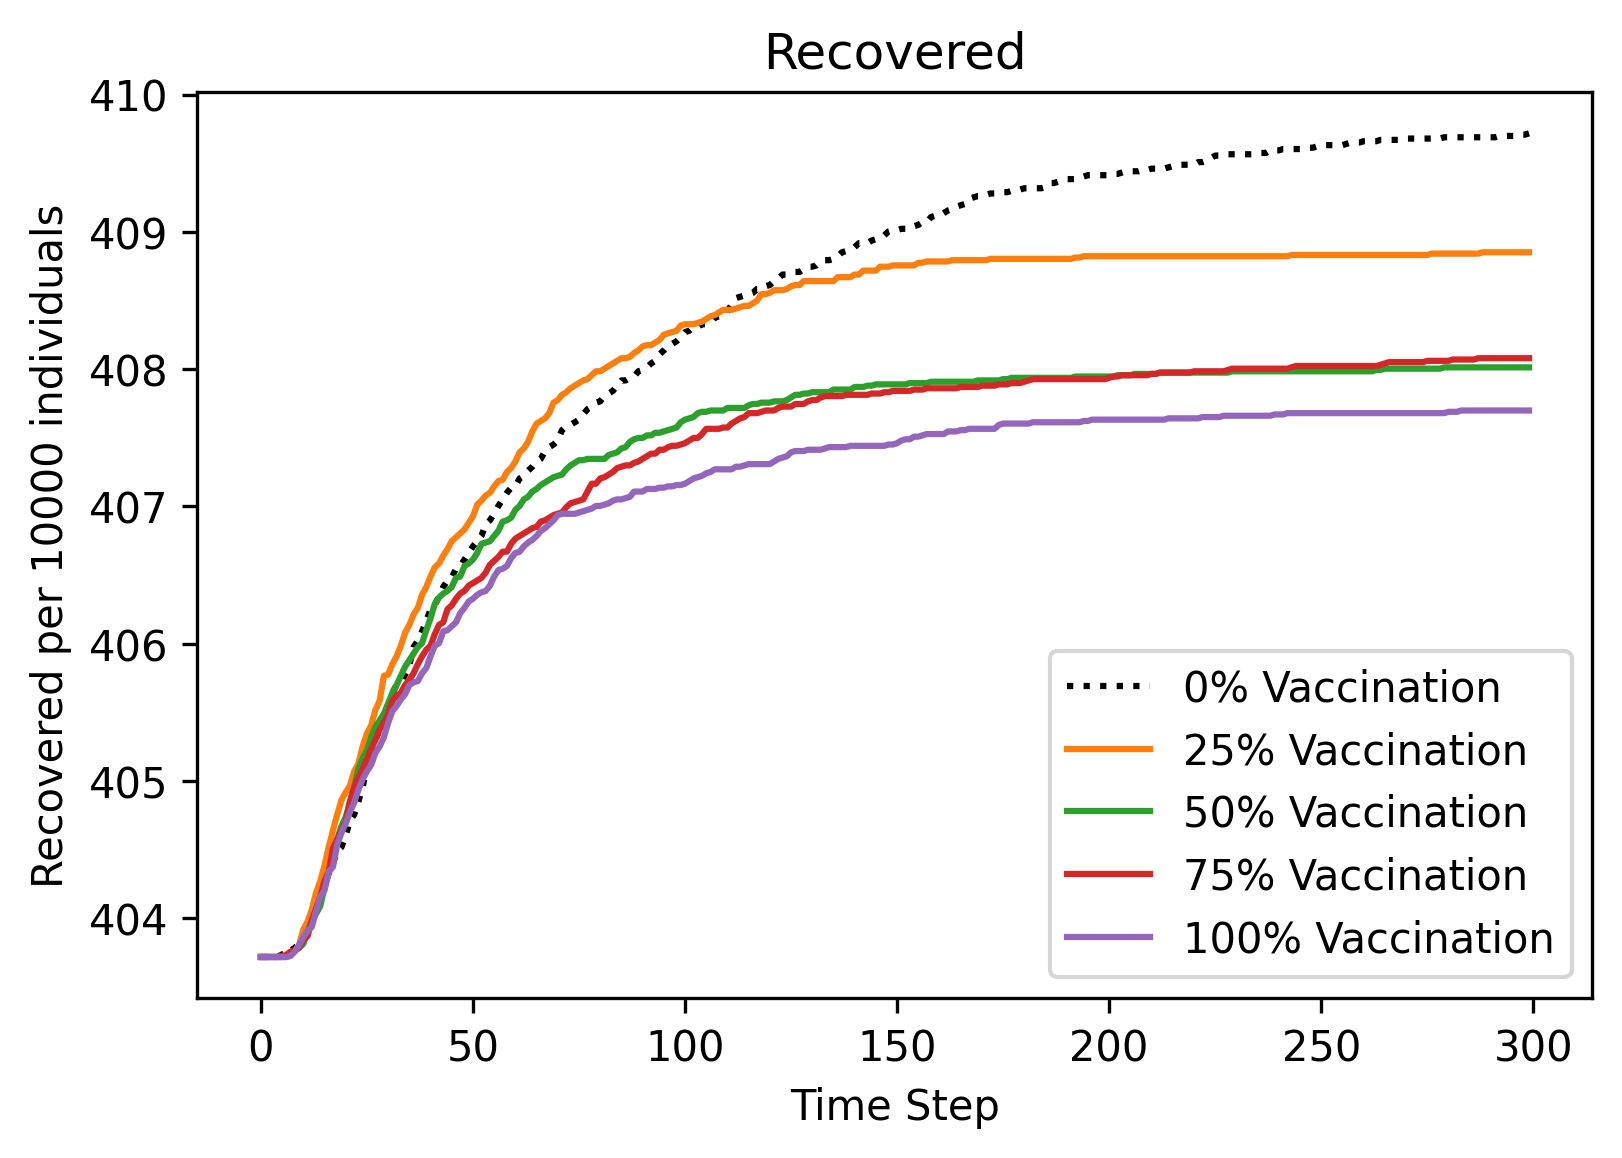 Recovered
410
409
408
407
406
405
404
Recovered per 10000 individuals
0% Vaccination
25% Vaccination
50% Vaccination
75% Vaccination
100% Vaccination
0 50 100 150 200 250 300
Time Step